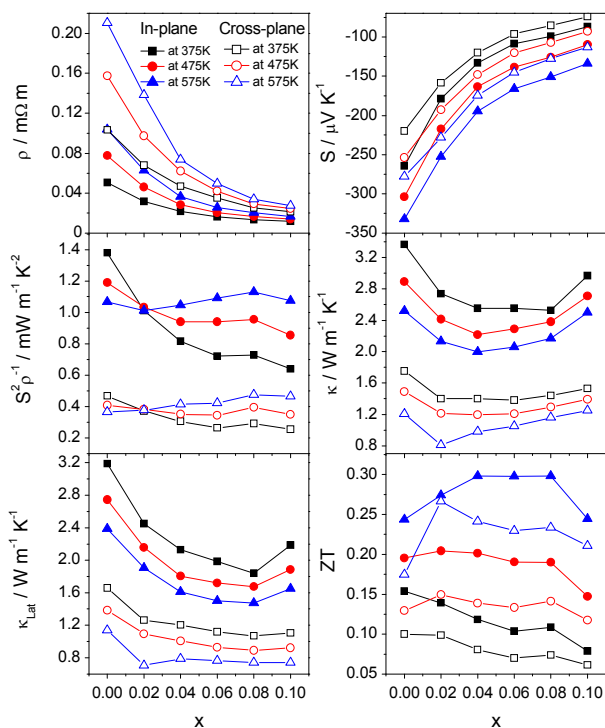 In-plane Cross-plane
at 375K at 375K
at 475K at 475K
at 575K at 575K
ρ / mΩ m
0.20
0.16
0.12
0.08
0.04
0
S / μV K⁻¹
-100
-150
-200
-250
-300
-350
S²ρ⁻¹ / mW m⁻¹ K⁻²
1.4
1.2
1.0
0.8
0.6
0.4
0.2
κ / W m⁻¹ K⁻¹
3.2
2.8
2.4
2.0
1.6
1.2
0.8
κLat / W m⁻¹ K⁻¹
3.2
2.8
2.4
2.0
1.6
1.2
0.8
0.00 0.02 0.04 0.06 0.08 0.10
x
ZT
0.30
0.25
0.20
0.15
0.10
0.05
0.00 0.02 0.04 0.06 0.08 0.10
x